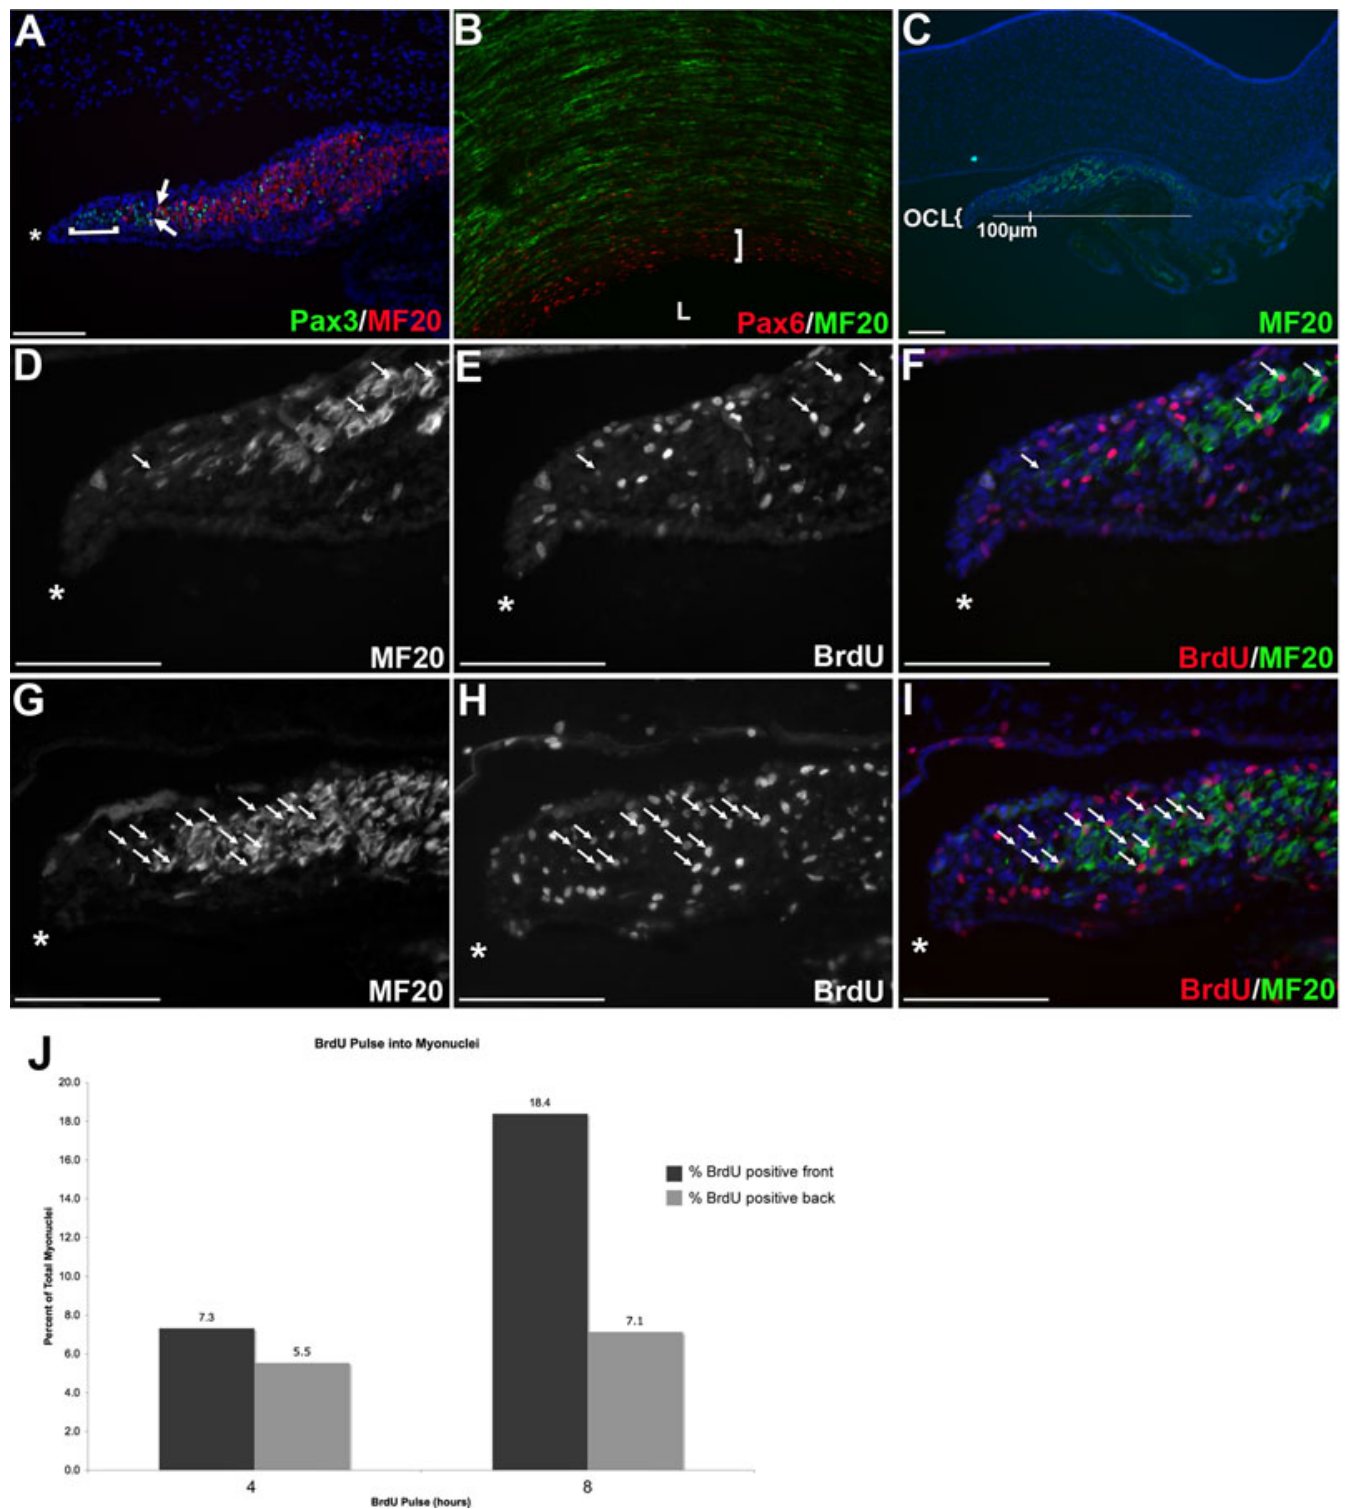 A
*
Pax3/MF20
B
]
L
Pax6/MF20
C
OCL{
100µm
MF20
D
*
MF20
E
*
BrdU
F
*
BrdU/MF20
G
*
MF20
H
*
BrdU
I
*
BrdU/MF20
J
BrdU Pulse into Myonuclei
20.0
18.0
16.0
14.0
12.0
10.0
8.0
6.0
4.0
2.0
0.0
Percent of Total Myonuclei
7.3
5.5
18.4
7.1
% BrdU positive front
% BrdU positive back
4
8
BrdU Pulse (hours)